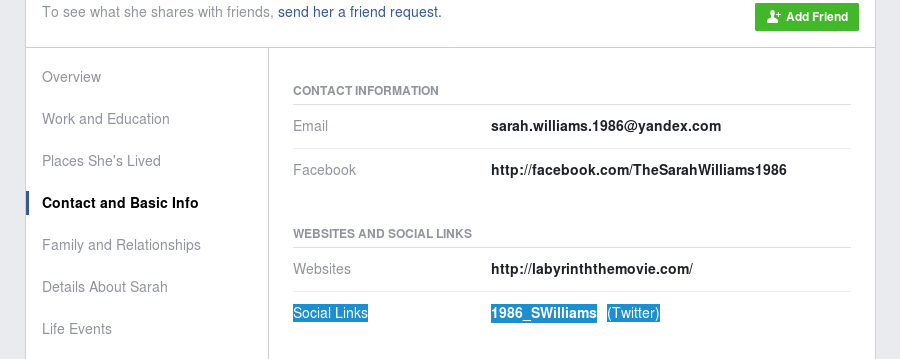 To see what she shares with friends, send her a friend request.
Add Friend
Overview
Work and Education
Places She's Lived
Contact and Basic Info
Family and Relationships
Details About Sarah
Life Events
CONTACT INFORMATION
Email sarah.williams.1986@yandex.com
Facebook http://facebook.com/TheSarahWilliams1986
WEBSITES AND SOCIAL LINKS
Websites http://labyrinththemovie.com/
Social Links 1986_SWilliams (Twitter)